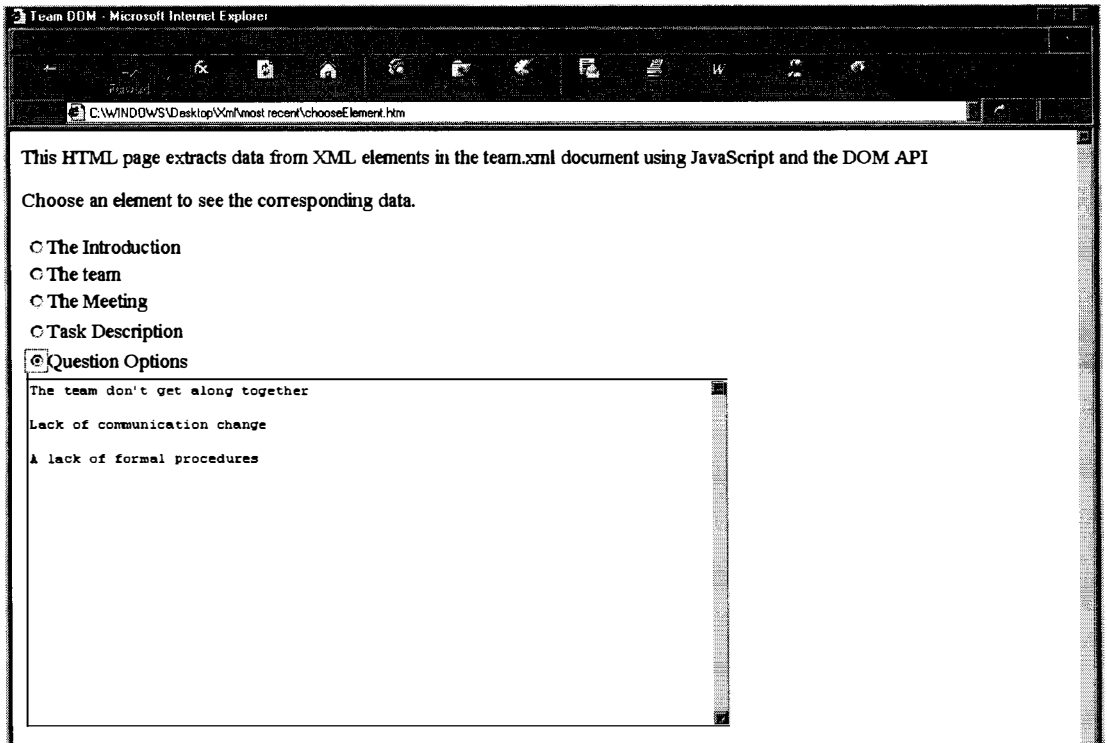 Team DOM - Microsoft Internet Explorer
C:\WINDOWS\Desktop\Xml\most recent\chooseElement.htm
This HTML page extracts data from XML elements in the team.xml document using JavaScript and the DOM API
Choose an element to see the corresponding data.
The Introduction
The team
The Meeting
Task Description
Question Options
The team don't get along together
Lack of communication change
A lack of formal procedures